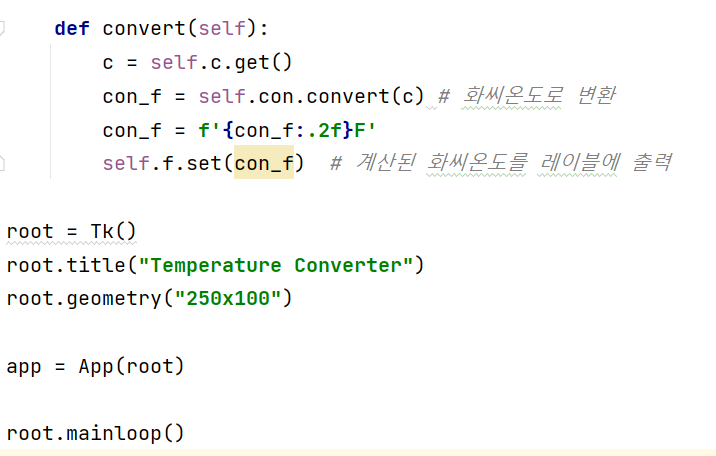 def convert(self):
c = self.c.get()
con_f = self.con.convert(c) # 화씨온도로 변환
con_f = f'{con_f:.2f}F'
self.f.set(con_f)  # 계산된 화씨온도를 레이블에 출력
root = Tk()
root.title("Temperature Converter")
root.geometry("250x100")
app = App(root)
root.mainloop()